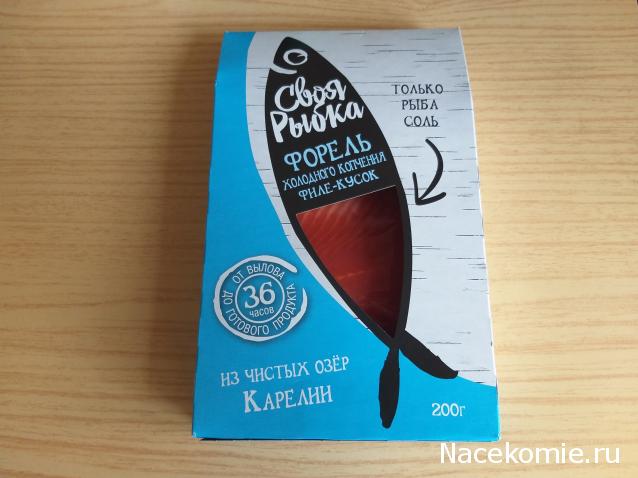 Своя
Рыбка
ФОРЕЛЬ
ХОЛОДНОГО КОПЧЕНИЯ
ФИЛЕ-КУСОК
ТОЛЬКО
РЫБА
СОЛЬ
ОТ ВЫЛОВА
36
ЧАСОВ
ДО ГОТОВОГО ПРОДУКТА
ИЗ ЧИСТЫХ ОЗЁР
КАРЕЛИИ
200г
Nacekomie.ru